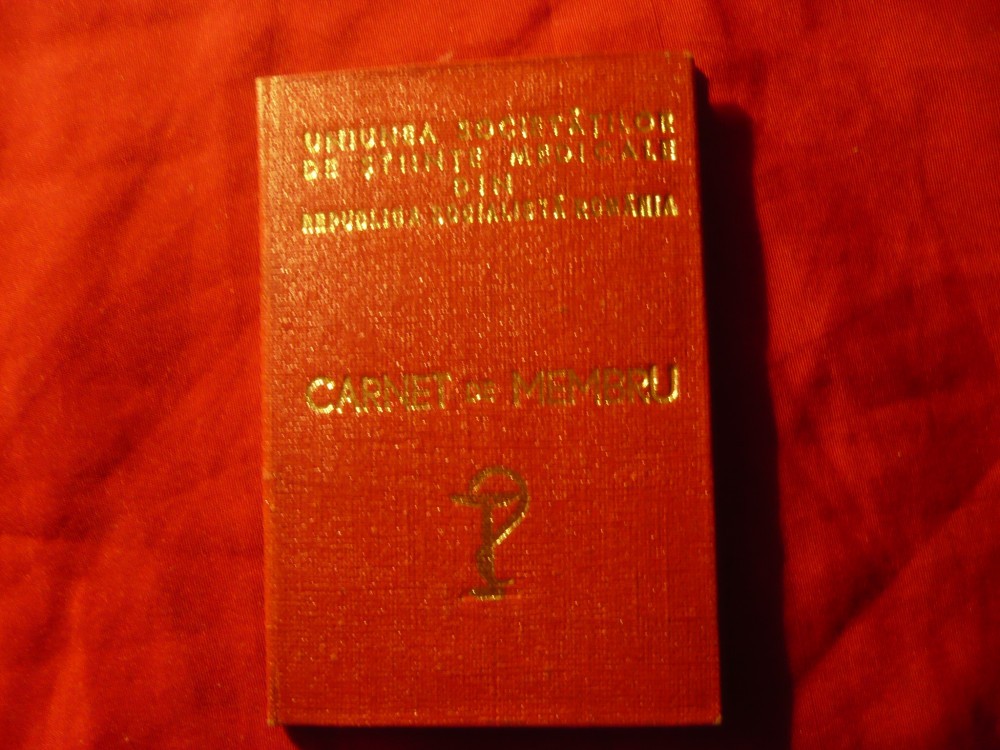 UNIUNEA SOCIETĂȚILOR
DE ȘTIINȚE MEDICALE
DIN
REPUBLICA SOCIALISTĂ ROMÂNIA
CARNET DE MEMBRU